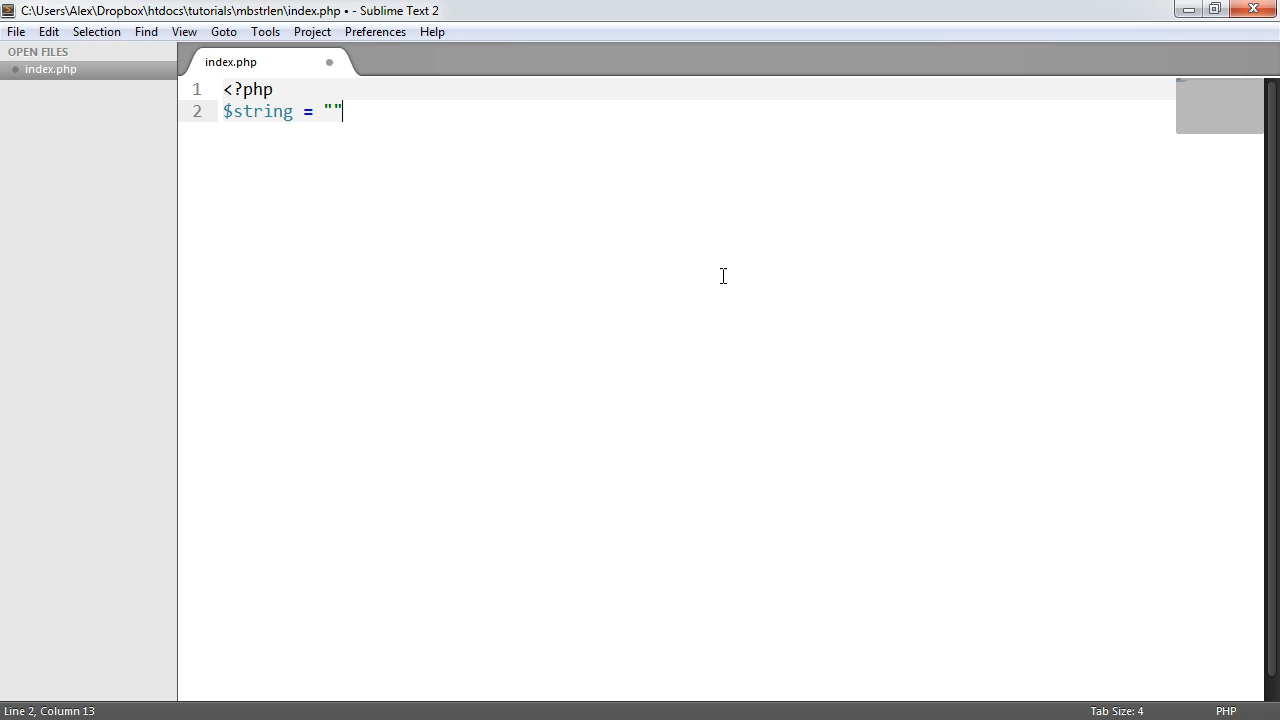 C:\Users\Alex\Dropbox\htdocs\tutorials\mbstrlen\index.php • - Sublime Text 2
File Edit Selection Find View Goto Tools Project Preferences Help
OPEN FILES
index.php
index.php
1 <?php
2 $string = ""
Line 2, Column 13
Tab Size: 4
PHP